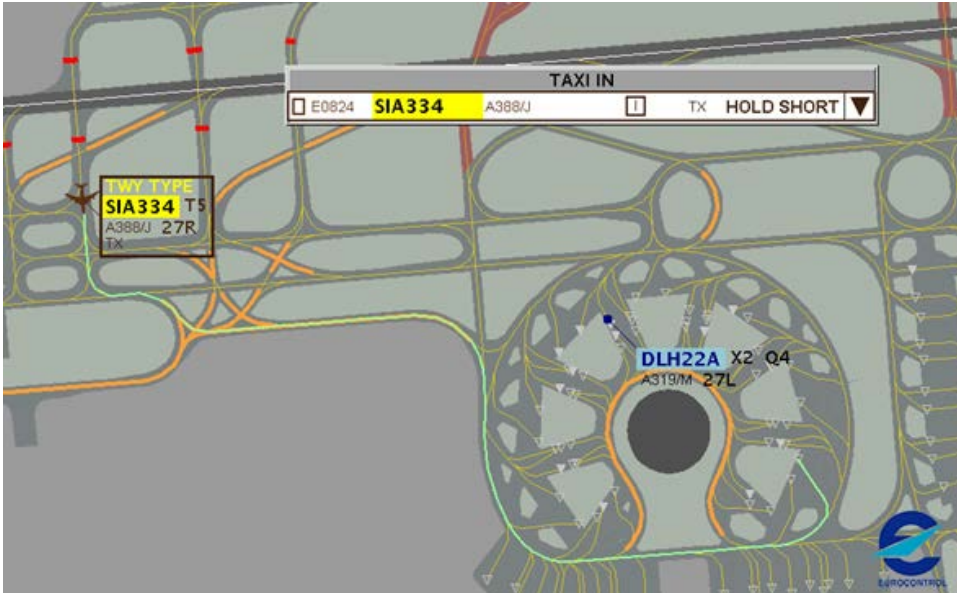 TAXI IN
E0824 SIA334 A388/J I TX HOLD SHORT
TWY TYPE
SIA334 T5
A388/J 27R
TX
DLH22A X2 Q4
A319/M 27L
EUROCONTROL